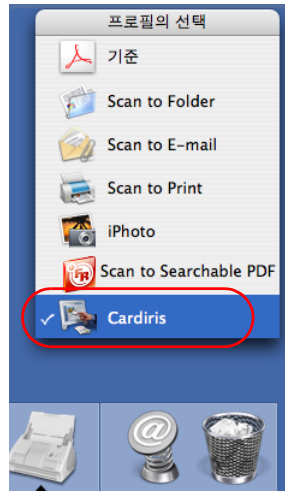 프로필의 선택
기준
Scan to Folder
Scan to E-mail
Scan to Print
iPhoto
Scan to Searchable PDF
Cardiris